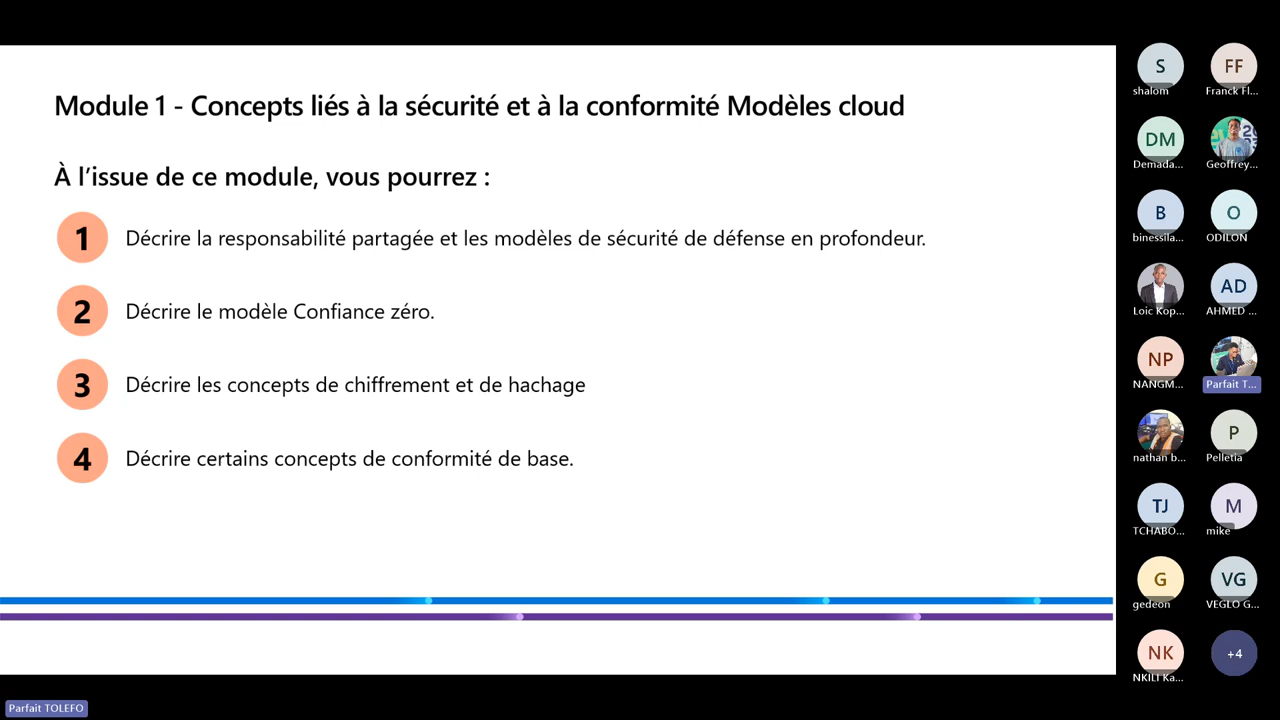 Module 1 - Concepts liés à la sécurité et à la conformité Modèles cloud
À l’issue de ce module, vous pourrez :
1 Décrire la responsabilité partagée et les modèles de sécurité de défense en profondeur.
2 Décrire le modèle Confiance zéro.
3 Décrire les concepts de chiffrement et de hachage
4 Décrire certains concepts de conformité de base.
S FF
shalom Franck Fl...
DM
Demada... Geoffrey...
B O
binessila... ODILON
AD
Loic Kop... AHMED ...
NP
NANGM... Parfait T...
P
nathan b... Pelletia
TJ M
TCHABO... mike
G VG
gedeon VEGLO G...
NK +4
NKILI Ka...
Parfait TOLEFO